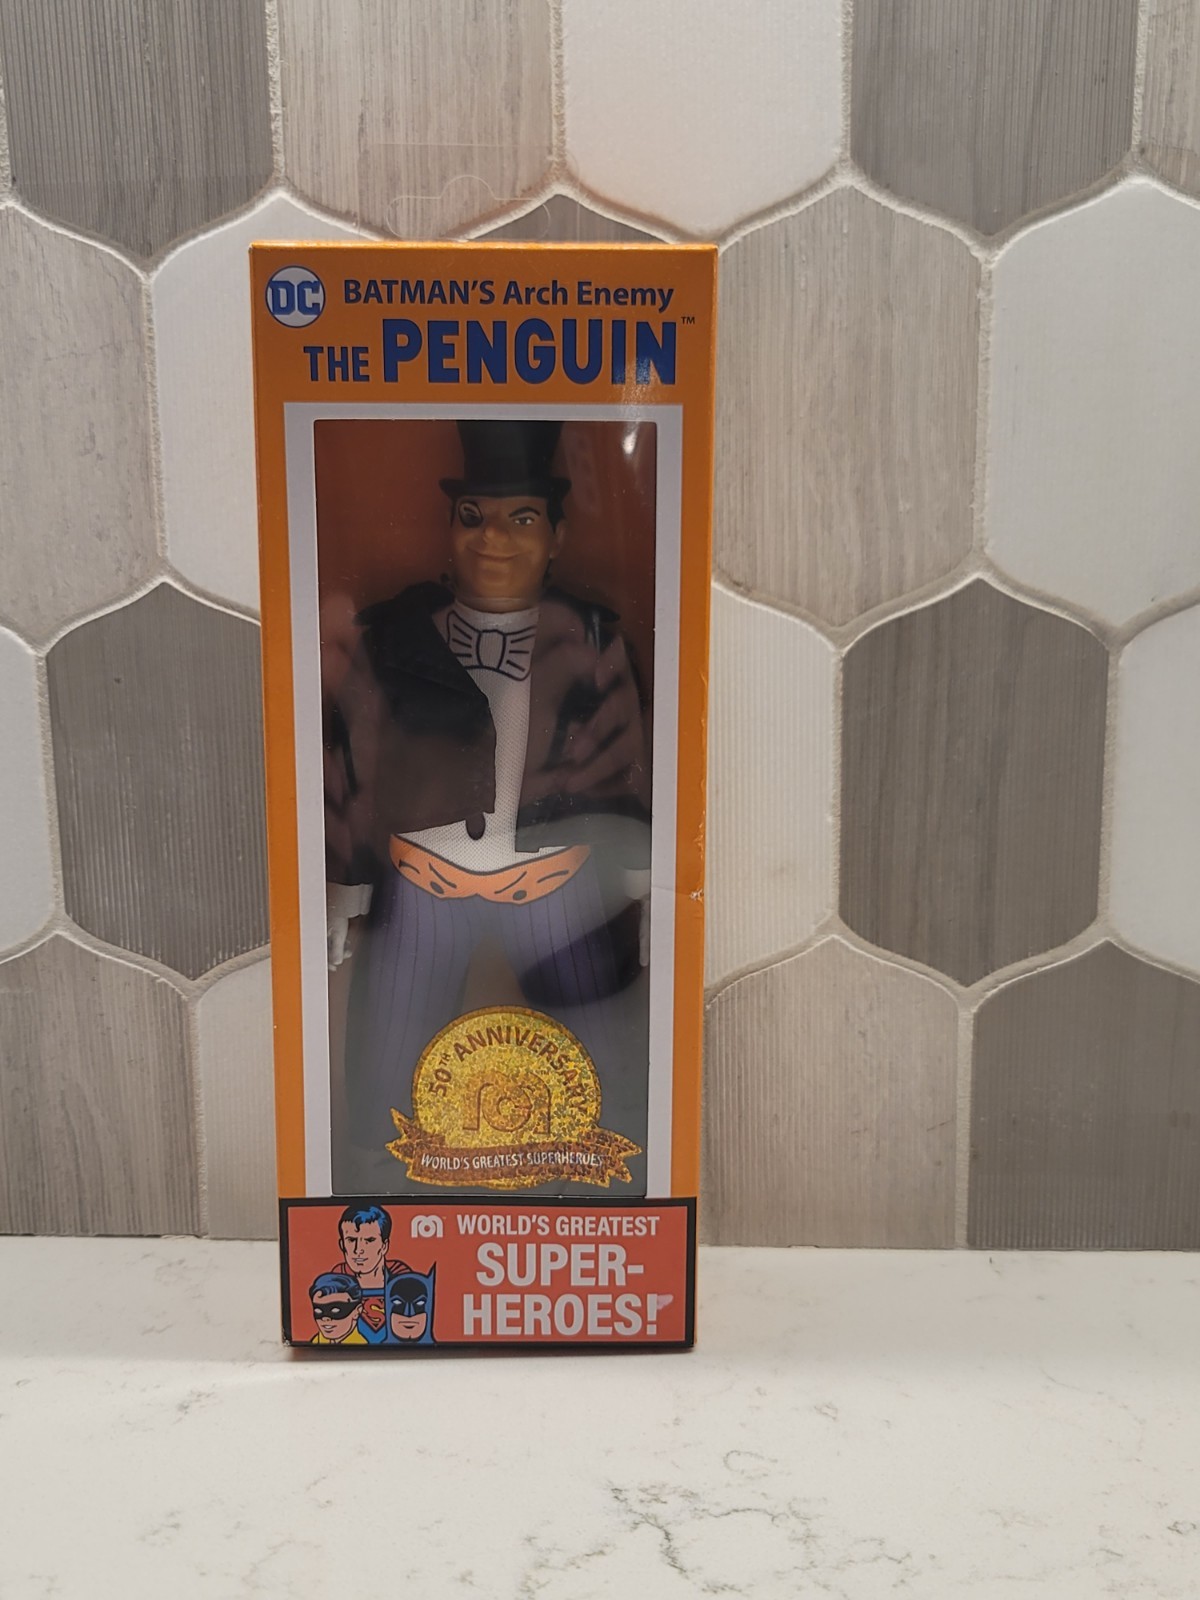 DC
BATMAN'S Arch Enemy
THE PENGUIN™
50TH ANNIVERSARY
WORLD'S GREATEST SUPERHEROES
WORLD'S GREATEST
SUPER-
HEROES!